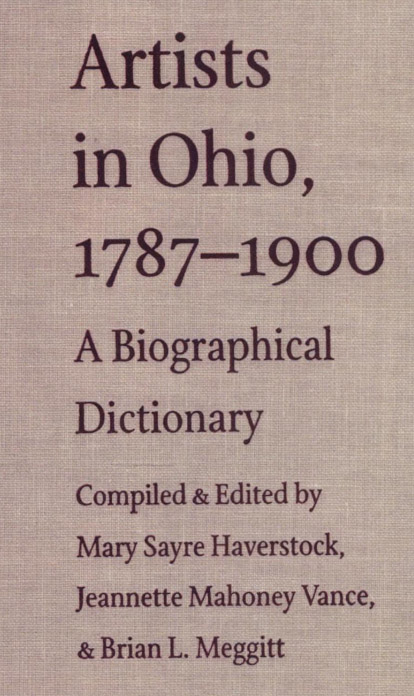 Artists
in Ohio,
1787–1900
A Biographical
Dictionary
Compiled & Edited by
Mary Sayre Haverstock,
Jeannette Mahoney Vance,
& Brian L. Meggitt